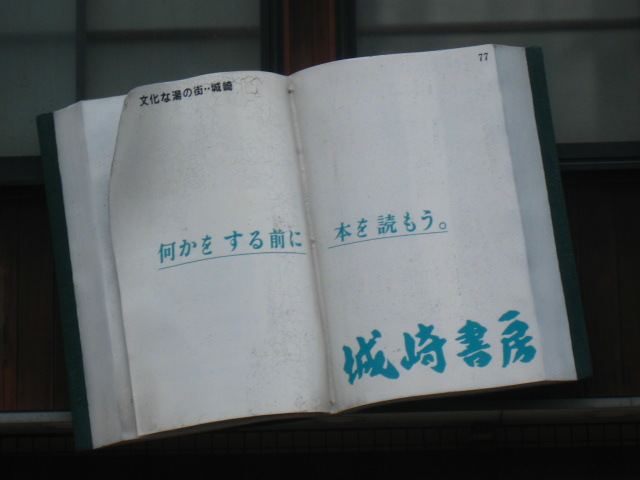 文化な湯の街‥城崎
77
何かをする前に 本を読もう。
城崎書房